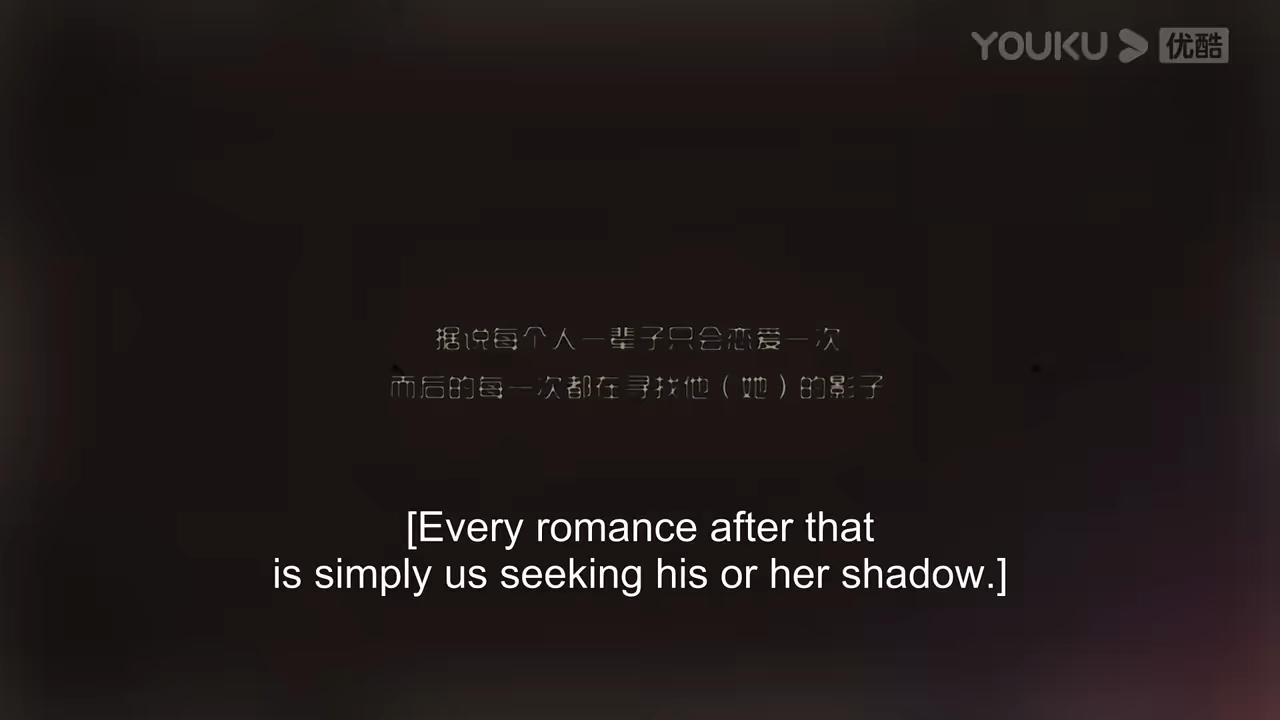 YOUKU 优酷
据说每个人一辈子只会恋爱一次
而后的每一次都在寻找他（她）的影子
[Every romance after that
is simply us seeking his or her shadow.]